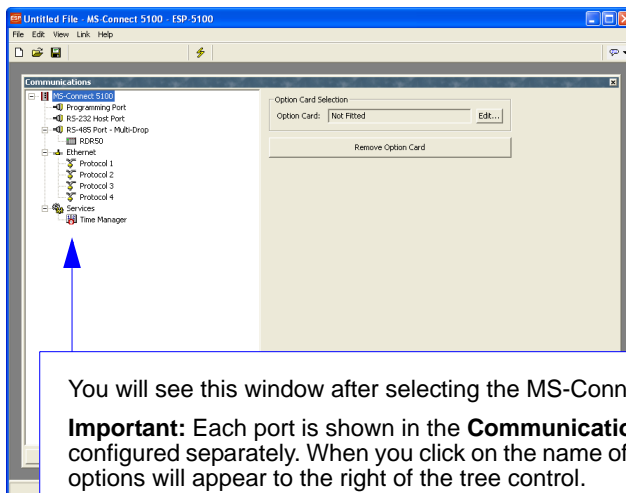 Untitled File - MS-Connect 5100 - ESP-5100
File Edit View Link Help
Communications
MS-Connect 5100
Programming Port
RS-232 Host Port
RS-485 Port - Multi-Drop
RDR50
Ethernet
Protocol 1
Protocol 2
Protocol 3
Protocol 4
Services
Time Manager
Option Card Selection
Option Card: Not Fitted Edit...
Remove Option Card
You will see this window after selecting the MS-Conn
Important: Each port is shown in the Communicatio
configured separately. When you click on the name of
options will appear to the right of the tree control.